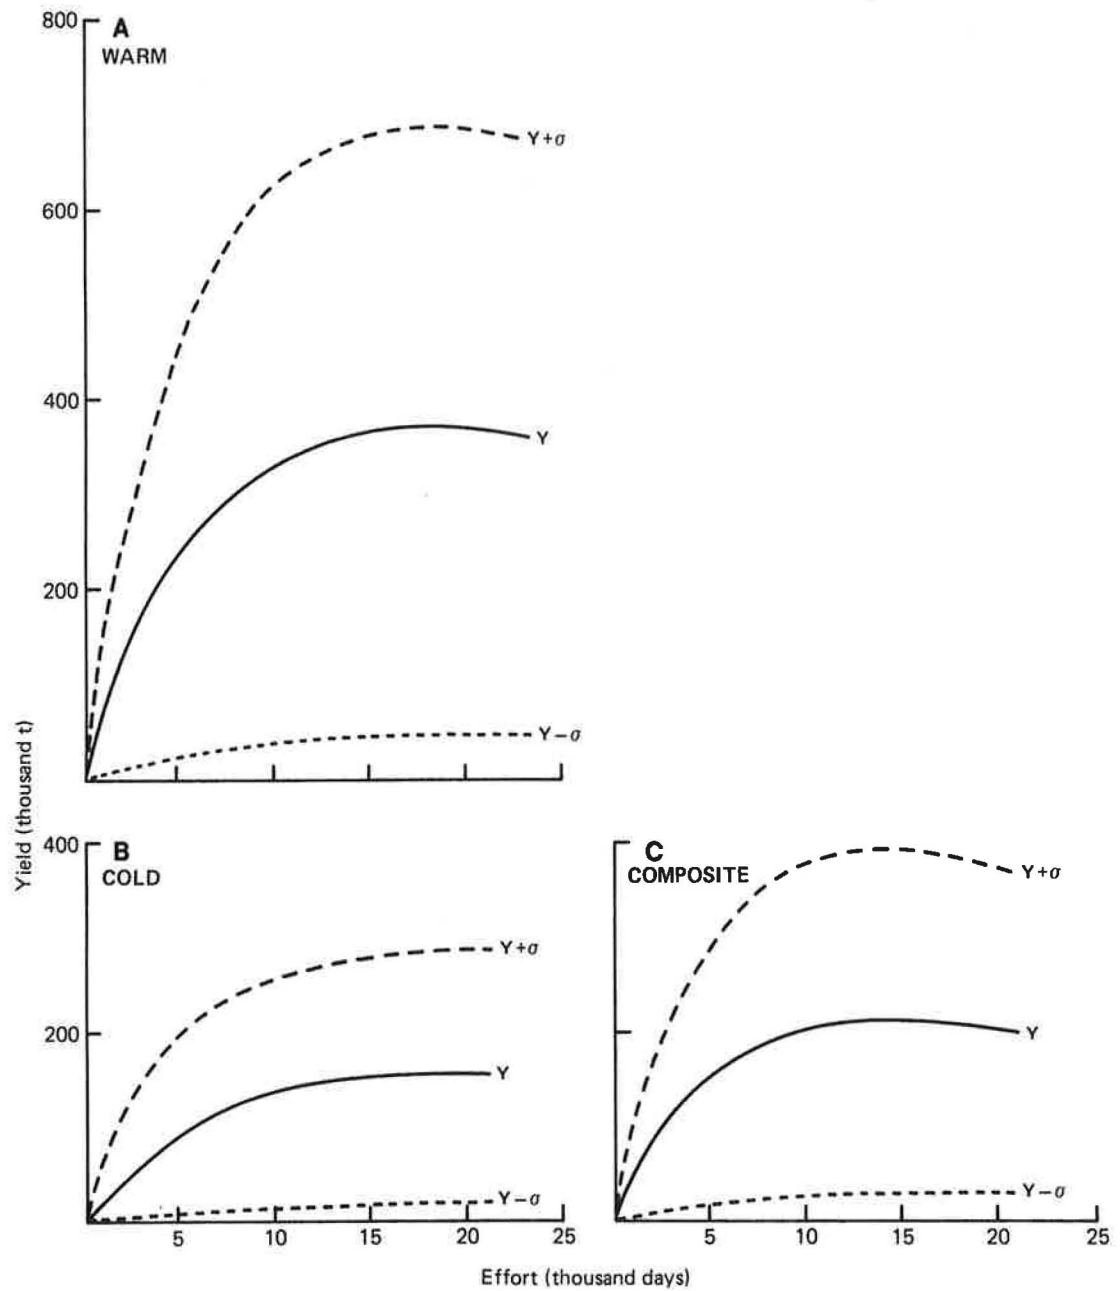 800
A
WARM
Y+σ
600
400
Y
200
Y−σ
Yield (thousand t)
400
B
COLD
Y+σ
200
Y
Y−σ
5 10 15 20 25
C
COMPOSITE
Y+σ
Y
Y−σ
5 10 15 20 25
Effort (thousand days)